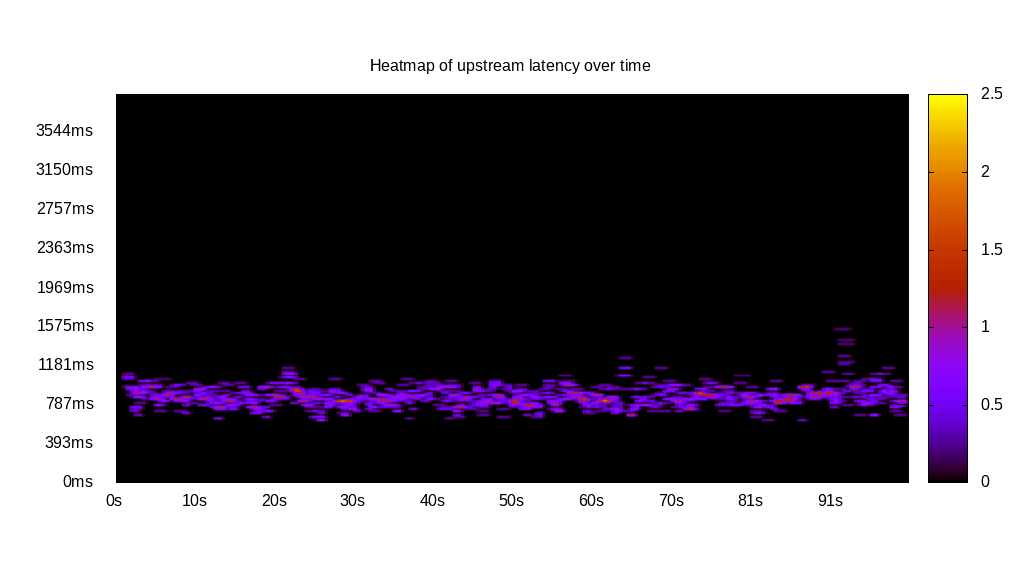 Heatmap of upstream latency over time
3544ms
3150ms
2757ms
2363ms
1969ms
1575ms
1181ms
787ms
393ms
0ms
0s 10s 20s 30s 40s 50s 60s 70s 81s 91s
2.5
2
1.5
1
0.5
0